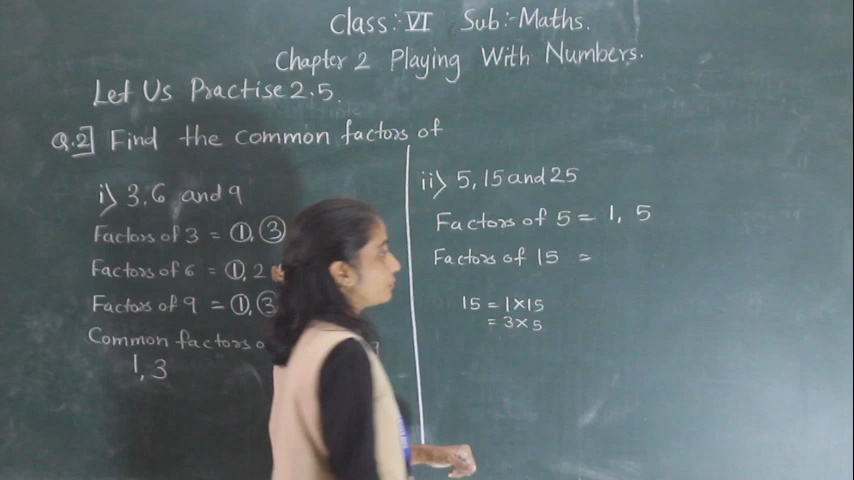 Class:- VI Sub:- Maths.
Chapter 2 Playing With Numbers.
Let Us Practise 2.5.
Q.2] Find the common factors of
i) 3, 6 and 9
Factors of 3 = 1, 3
Factors of 6 = 1, 2
Factors of 9 = 1, 3
Common factors
1, 3
ii) 5, 15 and 25
Factors of 5 = 1, 5
Factors of 15 =
15 = 1×15
= 3×5